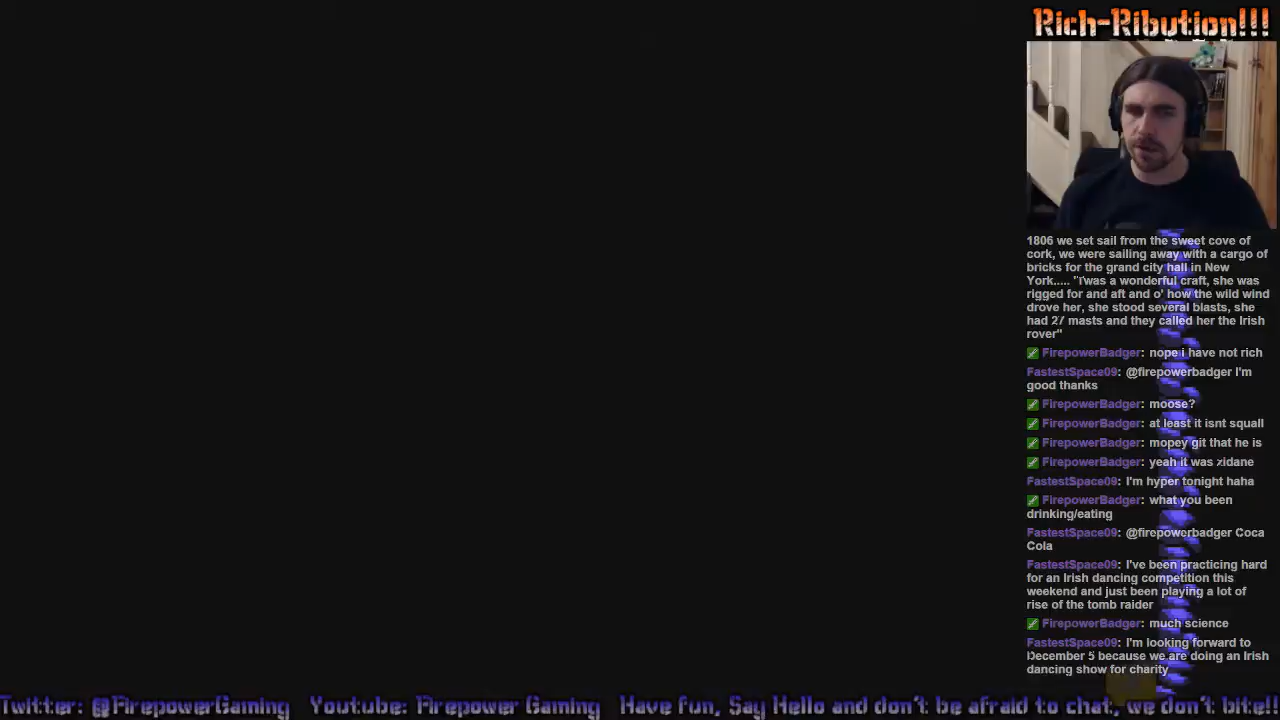 Rich-Ribution!!!
1806 we set sail from the sweet cove of
cork, we were sailing away with a cargo of
bricks for the grand city hall in New
York..... "Twas a wonderful craft, she was
rigged for and aft and o' how the wild wind
drove her, she stood several blasts, she
had 27 masts and they called her the Irish
rover"
FirepowerBadger: nope i have not rich
FastestSpace09: @firepowerbadger I'm
good thanks
FirepowerBadger: moose?
FirepowerBadger: at least it isnt squall
FirepowerBadger: mopey git that he is
FirepowerBadger: yeah it was zidane
FastestSpace09: I'm hyper tonight haha
FirepowerBadger: what you been
drinking/eating
FastestSpace09: @firepowerbadger Coca
Cola
FastestSpace09: I've been practicing hard
for an Irish dancing competition this
weekend and just been playing a lot of
rise of the tomb raider
FirepowerBadger: much science
FastestSpace09: I'm looking forward to
December 5 because we are doing an Irish
dancing show for charity
Twitter: @FirepowerGaming Youtube: Firepower Gaming Have fun, Say Hello and don't be afraid to chat, we don't bite!!